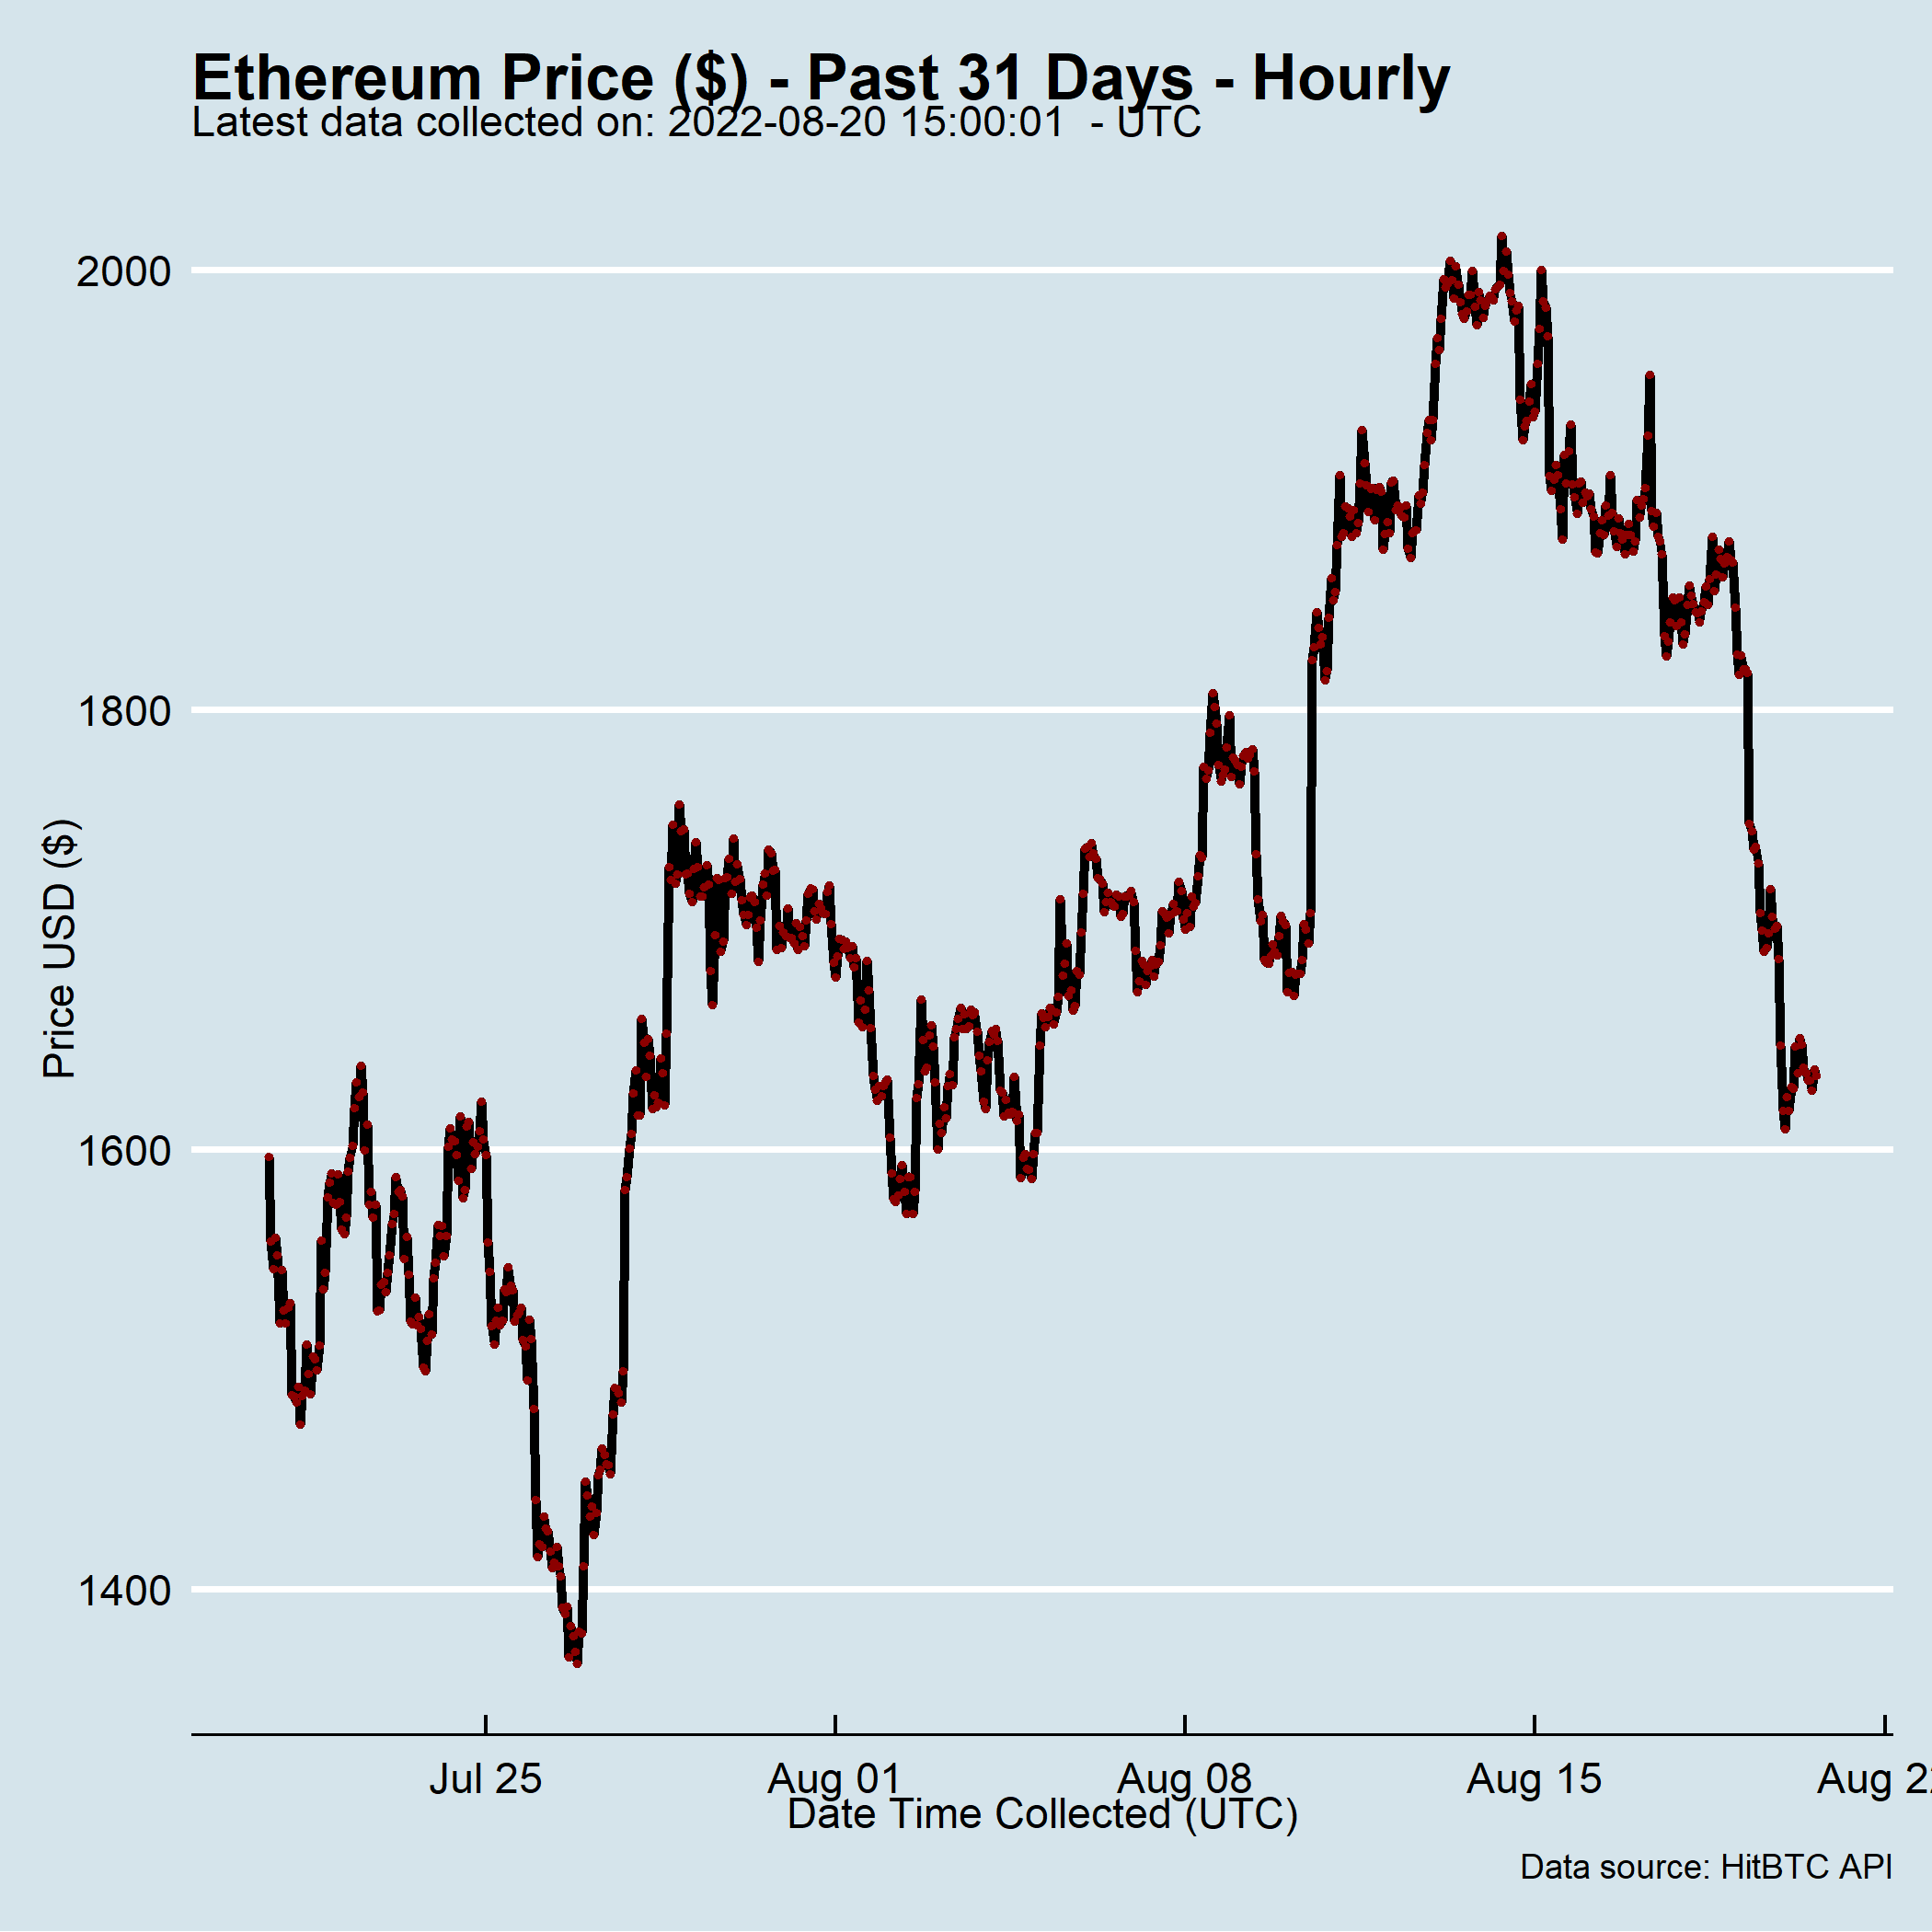 Ethereum Price ($) - Past 31 Days - Hourly
Latest data collected on: 2022-08-20 15:00:01  - UTC
2000
1800
1600
1400
Price USD ($)
Jul 25 Aug 01 Aug 08 Aug 15 Aug 22
Date Time Collected (UTC)
Data source: HitBTC API